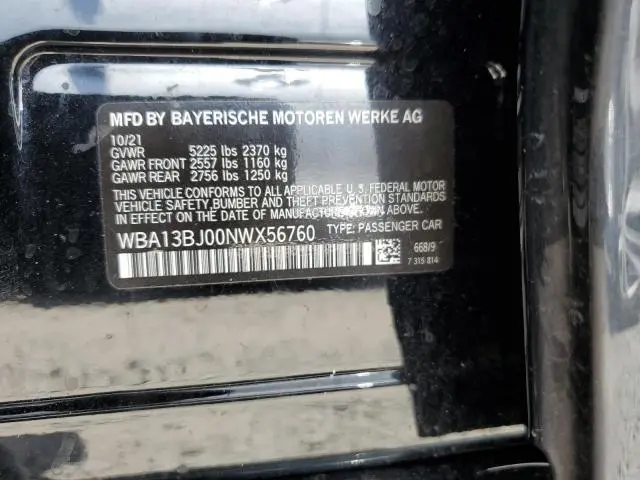 MFD BY BAYERISCHE MOTOREN WERKE AG
10/21
GVWR 5225 lbs 2370 kg
GAWR FRONT 2557 lbs 1160 kg
GAWR REAR 2756 lbs 1250 kg
THIS VEHICLE CONFORMS TO ALL APPLICABLE U.S. FEDERAL MOTOR
VEHICLE SAFETY, BUMPER, AND THEFT PREVENTION STANDARDS
IN EFFECT ON THE DATE OF MANUFACTURE SHOWN ABOVE.
WBA13BJ00NWX56760 TYPE: PASSENGER CAR
668/9
7 315 814